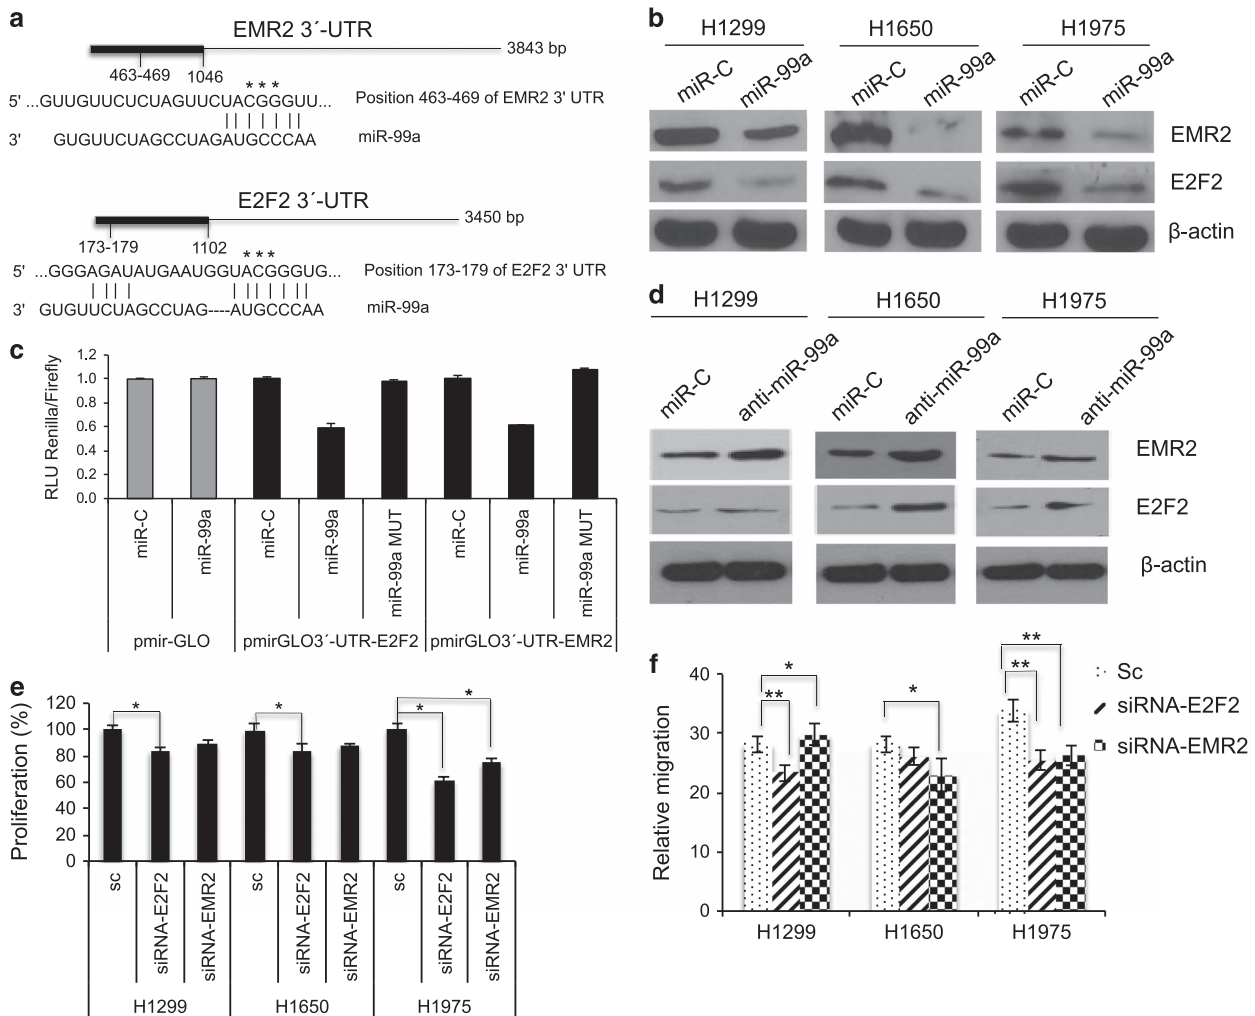 a
EMR2 3´-UTR
3843 bp
463-469 1046
* * *
5' ...GUUGUUCUCUAGUUCUACGGGUU... Position 463-469 of EMR2 3' UTR
3' GUGUUCUAGCCUAGAUGCCCAA miR-99a
E2F2 3´-UTR
3450 bp
173-179 1102
* * *
5' ...GGGAGAUAUGAAUGGUACGGGUG... Position 173-179 of E2F2 3' UTR
3' GUGUUCUAGCCUAG----AUGCCCAA miR-99a
b
H1299 H1650 H1975
miR-C miR-99a miR-C miR-99a miR-C miR-99a
EMR2
E2F2
β-actin
c
RLU Renilla/Firefly
1.2
1.0
0.8
0.6
0.4
0.2
0.0
miR-C miR-99a miR-C miR-99a miR-99a MUT miR-C miR-99a miR-99a MUT
pmir-GLO pmirGLO3´-UTR-E2F2 pmirGLO3´-UTR-EMR2
d
H1299 H1650 H1975
miR-C anti-miR-99a miR-C anti-miR-99a miR-C anti-miR-99a
EMR2
E2F2
β-actin
e
Proliferation (%)
120
100
80
60
40
20
0
* * * *
sc siRNA-E2F2 siRNA-EMR2 sc siRNA-E2F2 siRNA-EMR2 sc siRNA-E2F2 siRNA-EMR2
H1299 H1650 H1975
f
Relative migration
40
30
20
10
0
** * * ** **
H1299 H1650 H1975
Sc
siRNA-E2F2
siRNA-EMR2